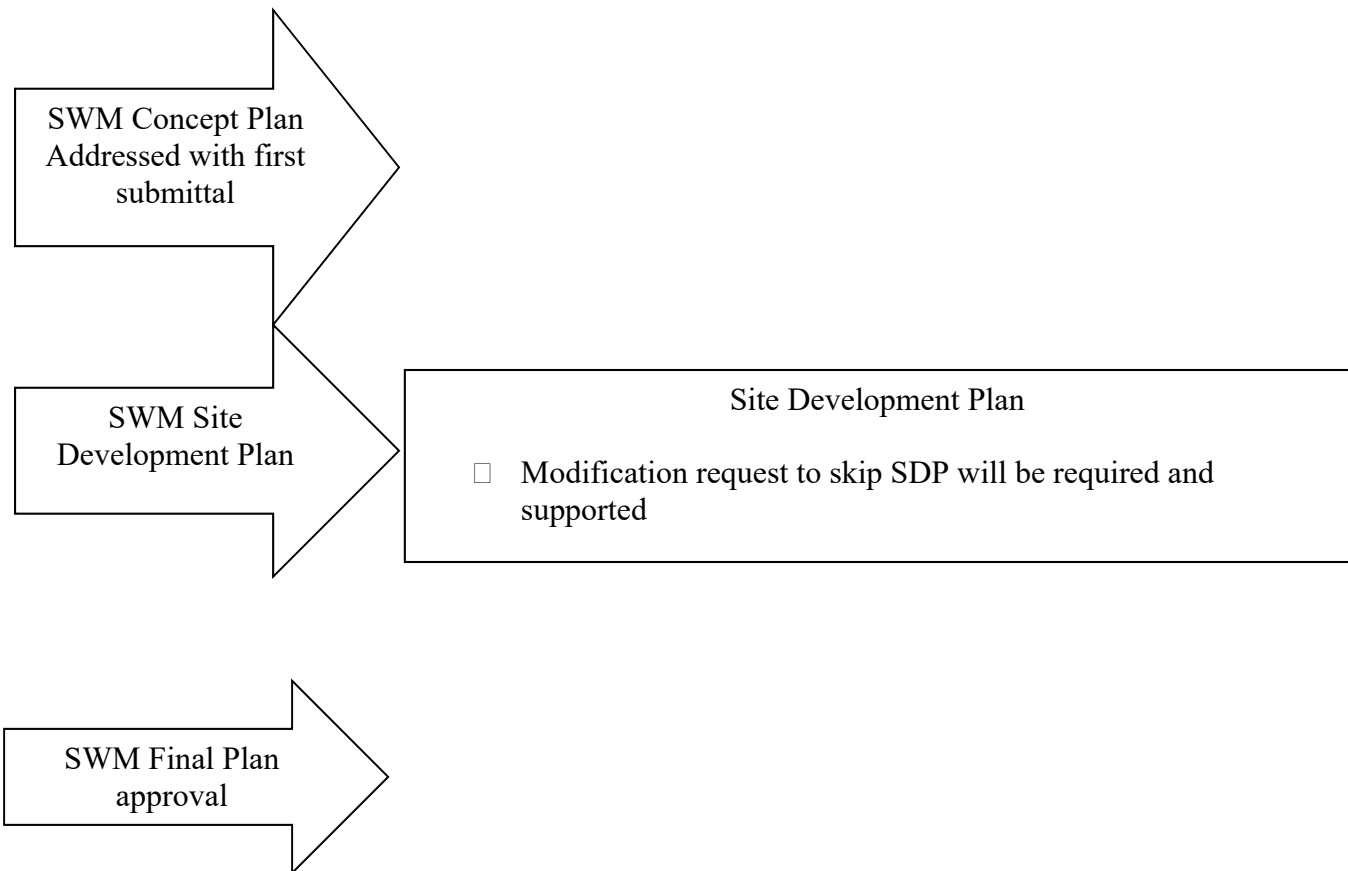 SWM Concept Plan
Addressed with first
submittal
SWM Site
Development Plan
Site Development Plan
☐ Modification request to skip SDP will be required and
supported
SWM Final Plan
approval